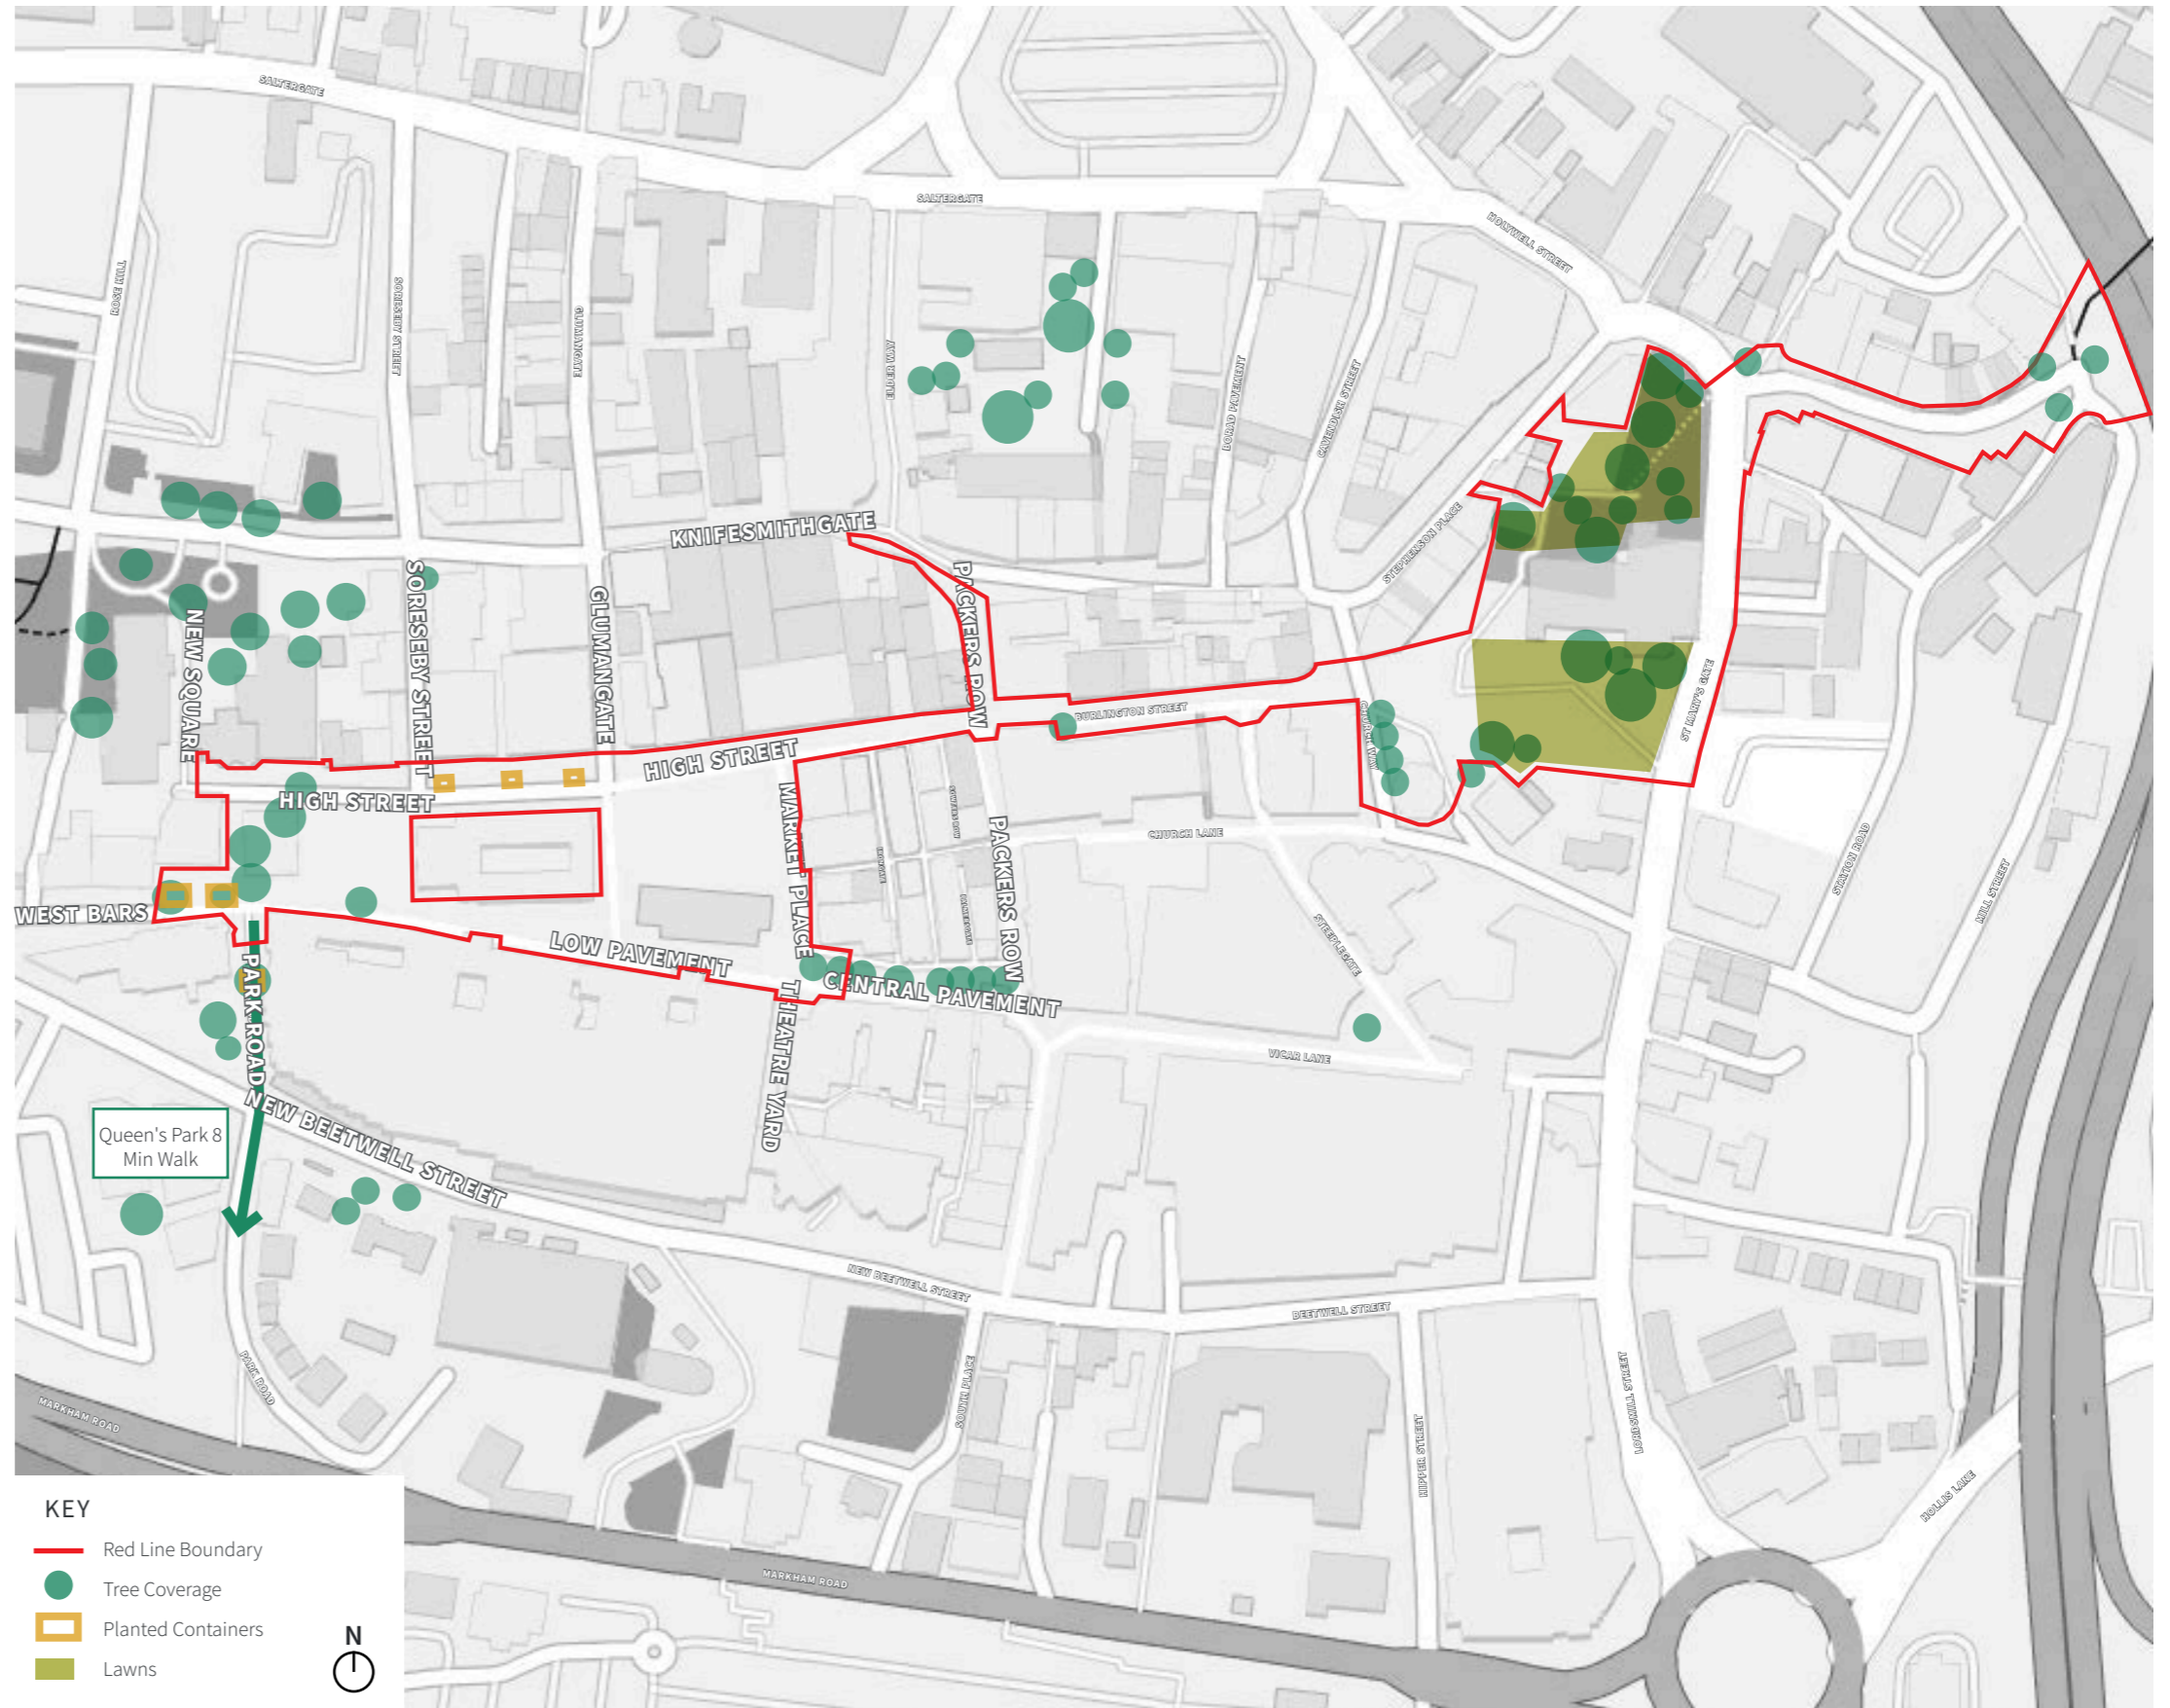 SALTERGATE
SALTERGATE
HOLYWELL STREET
ROSE HILL
SORESBY STREET
GLUMANGATE
ELDER WAY
BORAD PAVEMENT
CAVENDISH STREET
STEPHENSON PLACE
KNIFESMITHGATE
PACKERS ROW
NEW SQUARE
SORESEBY STREET
GLUMANGATE
BURLINGTON STREET
CHURCH WAY
ST MARY'S GATE
HIGH STREET
HIGH STREET
MARKET PLACE
PACKERS ROW
CHURCH LANE
STATION ROAD
MILL STREET
WEST BARS
LOW PAVEMENT
CENTRAL PAVEMENT
STEEPLEGATE
PARK ROAD
THEATRE YARD
VICAR LANE
NEW BEETWELL STREET
Queen's Park 8
Min Walk
NEW BEETWELL STREET
BEETWELL STREET
PARK ROAD
SOUTH PLACE
LORDSMILL STREET
HIPPER STREET
MARKHAM ROAD
HOLLIS LANE
MARKHAM ROAD
KEY
Red Line Boundary
Tree Coverage
Planted Containers
Lawns
N